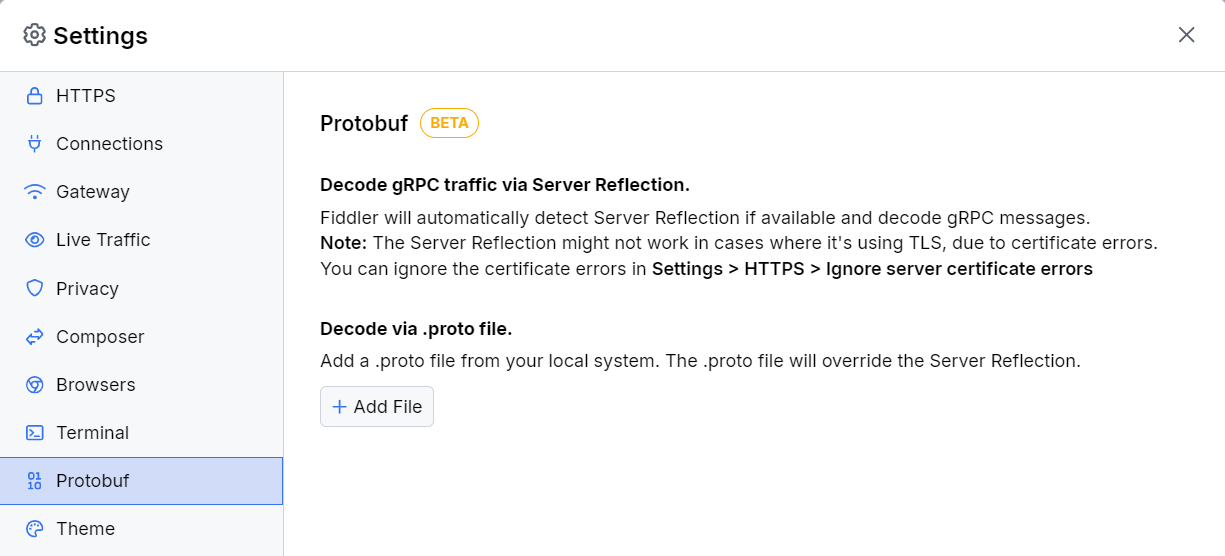 Settings
HTTPS
Connections
Gateway
Live Traffic
Privacy
Composer
Browsers
Terminal
Protobuf
Theme
Protobuf BETA
Decode gRPC traffic via Server Reflection.
Fiddler will automatically detect Server Reflection if available and decode gRPC messages.
Note: The Server Reflection might not work in cases where it's using TLS, due to certificate errors.
You can ignore the certificate errors in Settings > HTTPS > Ignore server certificate errors
Decode via .proto file.
Add a .proto file from your local system. The .proto file will override the Server Reflection.
+ Add File